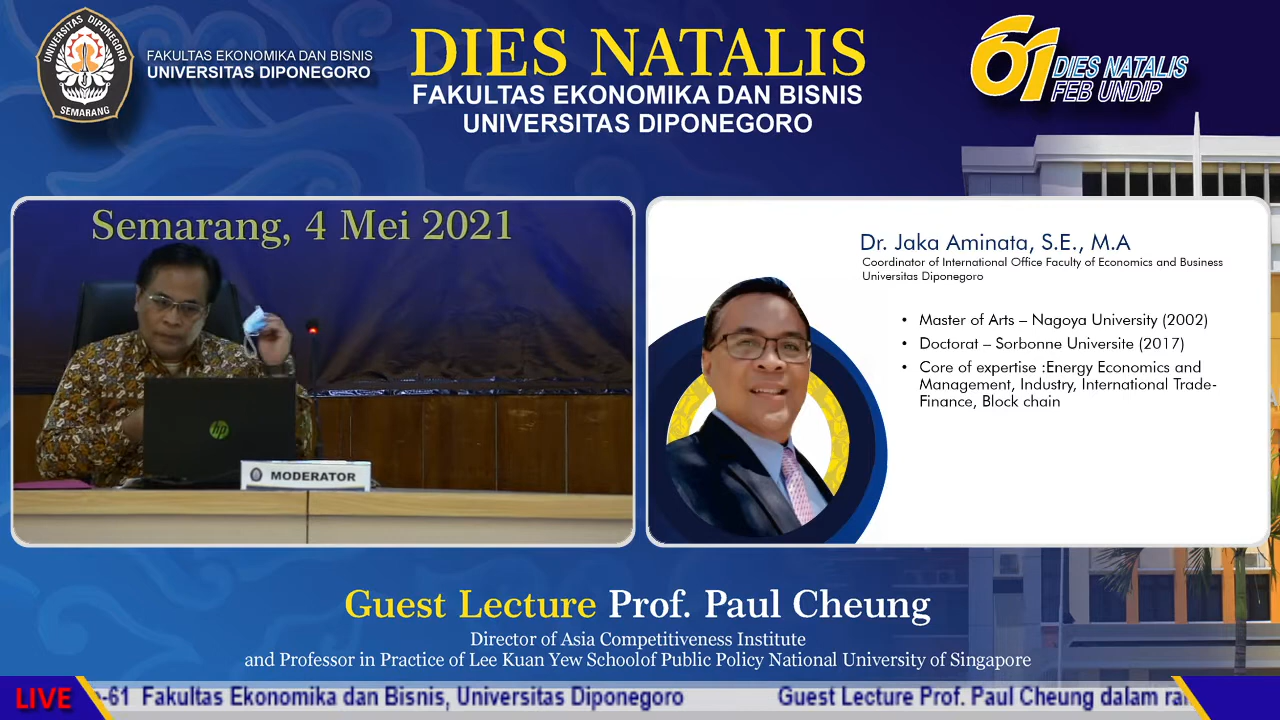 UNIVERSITAS DIPONEGORO
SEMARANG
FAKULTAS EKONOMIKA DAN BISNIS
UNIVERSITAS DIPONEGORO
DIES NATALIS
FAKULTAS EKONOMIKA DAN BISNIS
UNIVERSITAS DIPONEGORO
61 DIES NATALIS
FEB UNDIP
Semarang, 4 Mei 2021
hp
MODERATOR
Dr. Jaka Aminata, S.E., M.A
Coordinator of International Office Faculty of Economics and Business
Universitas Diponegoro
• Master of Arts – Nagoya University (2002)
• Doctorat – Sorbonne Universite (2017)
• Core of expertise :Energy Economics and
Management, Industry, International Trade-
Finance, Block chain
Guest Lecture Prof. Paul Cheung
Director of Asia Competitiveness Institute
and Professor in Practice of Lee Kuan Yew Schoolof Public Policy National University of Singapore
LIVE
-61 Fakultas Ekonomika dan Bisnis, Universitas Diponegoro Guest Lecture Prof. Paul Cheung dalam